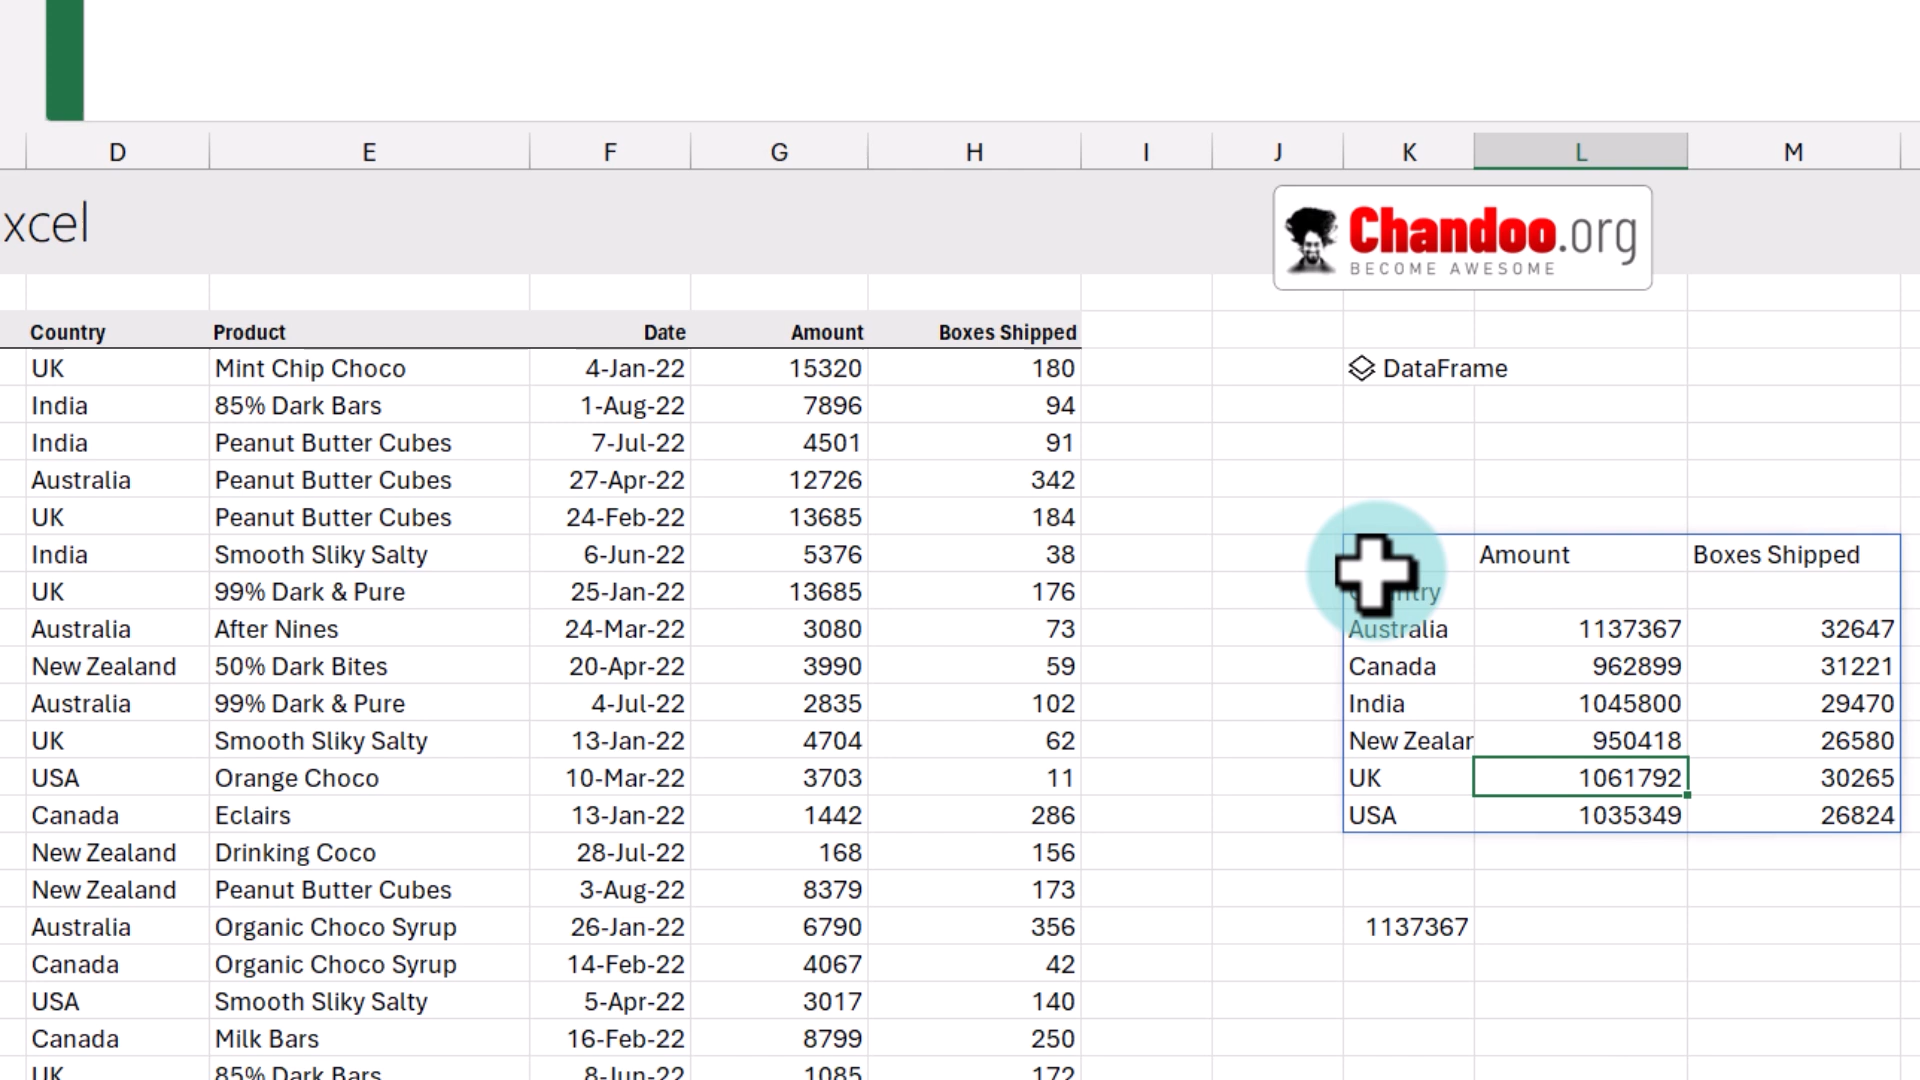 D E F G H I J K L M
xcel
Chandoo.org
BECOME AWESOME
Country Product Date Amount Boxes Shipped
UK Mint Chip Choco 4-Jan-22 15320 180 DataFrame
India 85% Dark Bars 1-Aug-22 7896 94
India Peanut Butter Cubes 7-Jul-22 4501 91
Australia Peanut Butter Cubes 27-Apr-22 12726 342
UK Peanut Butter Cubes 24-Feb-22 13685 184
India Smooth Sliky Salty 6-Jun-22 5376 38 Amount Boxes Shipped
UK 99% Dark & Pure 25-Jan-22 13685 176
Australia After Nines 24-Mar-22 3080 73 Australia 1137367 32647
New Zealand 50% Dark Bites 20-Apr-22 3990 59 Canada 962899 31221
Australia 99% Dark & Pure 4-Jul-22 2835 102 India 1045800 29470
UK Smooth Sliky Salty 13-Jan-22 4704 62 New Zealar 950418 26580
USA Orange Choco 10-Mar-22 3703 11 UK 1061792 30265
Canada Eclairs 13-Jan-22 1442 286 USA 1035349 26824
New Zealand Drinking Coco 28-Jul-22 168 156
New Zealand Peanut Butter Cubes 3-Aug-22 8379 173
Australia Organic Choco Syrup 26-Jan-22 6790 356 1137367
Canada Organic Choco Syrup 14-Feb-22 4067 42
USA Smooth Sliky Salty 5-Apr-22 3017 140
Canada Milk Bars 16-Feb-22 8799 250
UK 85% Dark Bars 8-Jun-22 1085 172